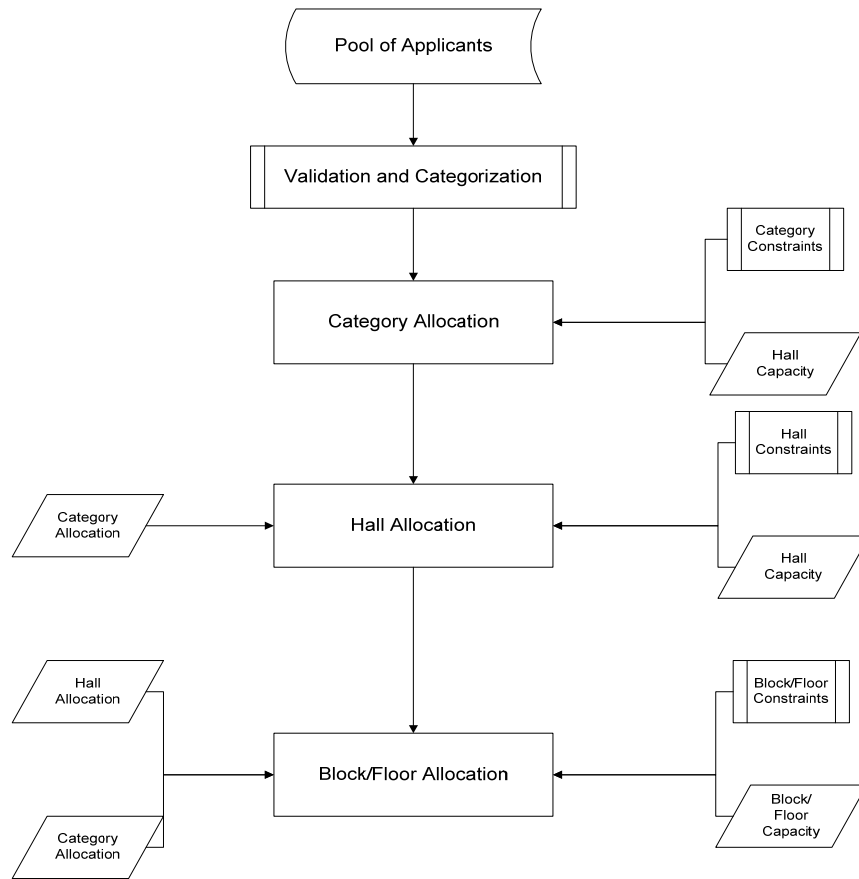 Pool of Applicants
Validation and Categorization
Category
Constraints
Category Allocation
Hall
Capacity
Hall
Constraints
Category
Allocation
Hall Allocation
Hall
Capacity
Hall
Allocation
Block/Floor
Constraints
Block/Floor Allocation
Block/
Floor
Capacity
Category
Allocation